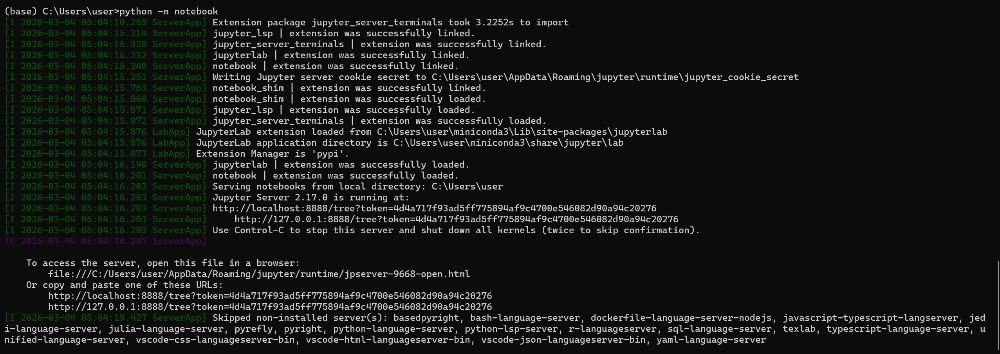 (base) C:\Users\user>python -m notebook
[I 2026-03-04 05:04:10.265 ServerApp] Extension package jupyter_server_terminals took 3.2252s to import
[I 2026-03-04 05:04:15.314 ServerApp] jupyter_lsp | extension was successfully linked.
[I 2026-03-04 05:04:15.320 ServerApp] jupyter_server_terminals | extension was successfully linked.
[I 2026-03-04 05:04:15.332 ServerApp] jupyterlab | extension was successfully linked.
[I 2026-03-04 05:04:15.340 ServerApp] notebook | extension was successfully linked.
[I 2026-03-04 05:04:15.351 ServerApp] Writing Jupyter server cookie secret to C:\Users\user\AppData\Roaming\jupyter\runtime\jupyter_cookie_secret
[I 2026-03-04 05:04:15.763 ServerApp] notebook_shim | extension was successfully linked.
[I 2026-03-04 05:04:15.868 ServerApp] notebook_shim | extension was successfully loaded.
[I 2026-03-04 05:04:15.871 ServerApp] jupyter_lsp | extension was successfully loaded.
[I 2026-03-04 05:04:15.872 ServerApp] jupyter_server_terminals | extension was successfully loaded.
[I 2026-03-04 05:04:15.876 LabApp] JupyterLab extension loaded from C:\Users\user\miniconda3\Lib\site-packages\jupyterlab
[I 2026-03-04 05:04:15.876 LabApp] JupyterLab application directory is C:\Users\user\miniconda3\share\jupyter\lab
[I 2026-03-04 05:04:15.877 LabApp] Extension Manager is 'pypi'.
[I 2026-03-04 05:04:16.196 ServerApp] jupyterlab | extension was successfully loaded.
[I 2026-03-04 05:04:16.201 ServerApp] notebook | extension was successfully loaded.
[I 2026-03-04 05:04:16.203 ServerApp] Serving notebooks from local directory: C:\Users\user
[I 2026-03-04 05:04:16.203 ServerApp] Jupyter Server 2.17.0 is running at:
[I 2026-03-04 05:04:16.203 ServerApp] http://localhost:8888/tree?token=4d4a717f93ad5ff775894af9c4700e546082d90a94c20276
[I 2026-03-04 05:04:16.203 ServerApp]     http://127.0.0.1:8888/tree?token=4d4a717f93ad5ff775894af9c4700e546082d90a94c20276
[I 2026-03-04 05:04:16.203 ServerApp] Use Control-C to stop this server and shut down all kernels (twice to skip confirmation).
[C 2026-03-04 05:04:16.247 ServerApp]
    To access the server, open this file in a browser:
        file:///C:/Users/user/AppData/Roaming/jupyter/runtime/jpserver-9668-open.html
    Or copy and paste one of these URLs:
        http://localhost:8888/tree?token=4d4a717f93ad5ff775894af9c4700e546082d90a94c20276
        http://127.0.0.1:8888/tree?token=4d4a717f93ad5ff775894af9c4700e546082d90a94c20276
[I 2026-03-04 05:04:19.427 ServerApp] Skipped non-installed server(s): basedpyright, bash-language-server, dockerfile-language-server-nodejs, javascript-typescript-langserver, jed
i-language-server, julia-language-server, pyrefly, pyright, python-language-server, python-lsp-server, r-languageserver, sql-language-server, texlab, typescript-language-server, u
nified-language-server, vscode-css-languageserver-bin, vscode-html-languageserver-bin, vscode-json-languageserver-bin, yaml-language-server